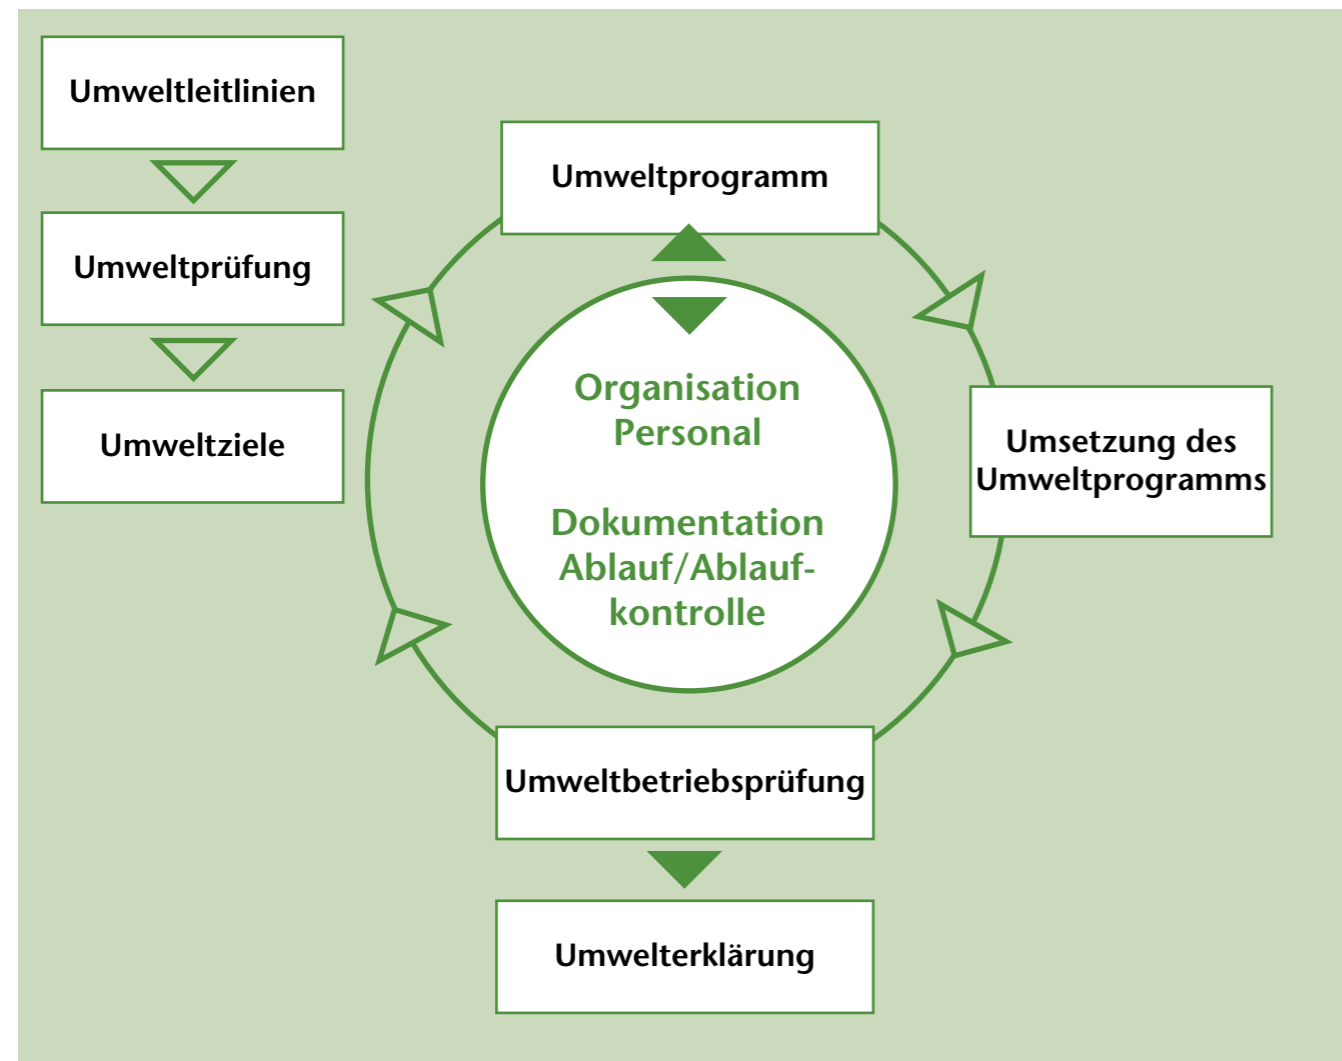 Umweltleitlinien
Umweltprüfung
Umweltziele
Umweltprogramm
Organisation
Personal
Dokumentation
Ablauf/Ablauf-
kontrolle
Umsetzung des
Umweltprogramms
Umweltbetriebsprüfung
Umwelterklärung